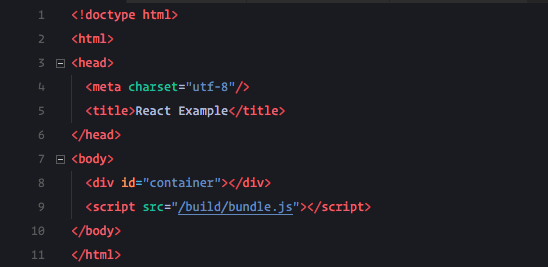 1 <!doctype html>
2 <html>
3 <head>
4 <meta charset="utf-8"/>
5 <title>React Example</title>
6 </head>
7 <body>
8 <div id="container"></div>
9 <script src="/build/bundle.js"></script>
10 </body>
11 </html>